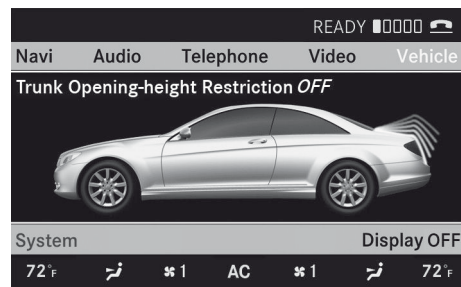 READY
Navi Audio Telephone Video Vehicle
Trunk Opening-height Restriction OFF
System Display OFF
72°F 1 AC 1 72°F